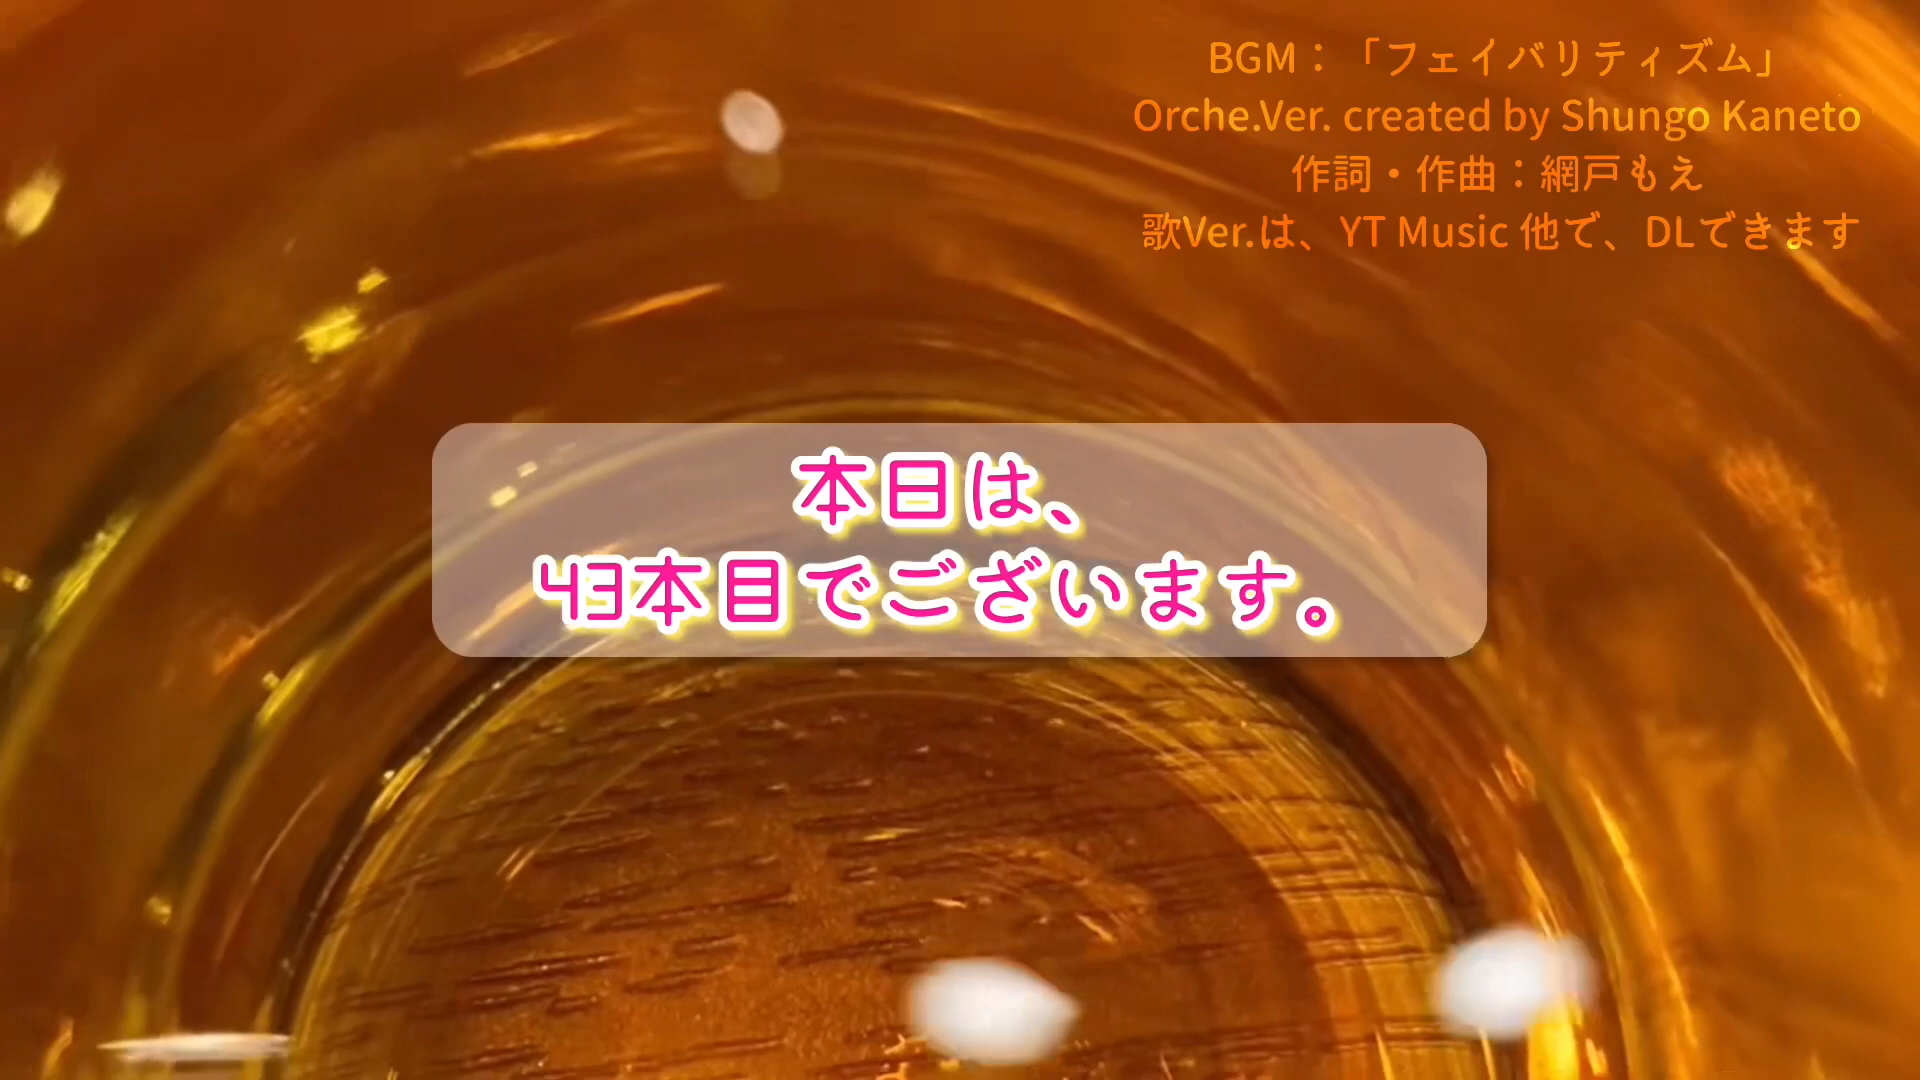 BGM：「フェイバリティズム」
Orche.Ver. created by Shungo Kaneto
作詞・作曲：網戸もえ
歌Ver.は、YT Music 他で、DLできます
本日は、
43本目でございます。